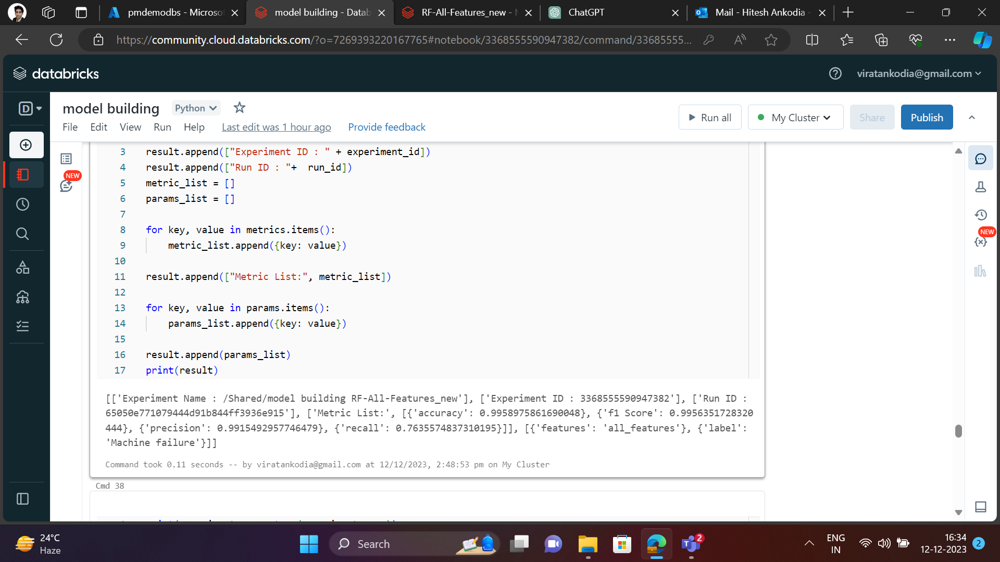 pmdemodbs - Microso
model building - Datab
RF-All-Features_new -
ChatGPT
Mail - Hitesh Ankodia -
https://community.cloud.databricks.com/?o=7269393220167765#notebook/3368555590947382/command/33685555...
databricks
viratankodia@gmail.com
D
model building
Python
File Edit View Run Help Last edit was 1 hour ago Provide feedback
Run all
My Cluster
Share
Publish
NEW
NEW
3 result.append(["Experiment ID : " + experiment_id])
4 result.append(["Run ID : "+  run_id])
5 metric_list = []
6 params_list = []
7
8 for key, value in metrics.items():
9     metric_list.append({key: value})
10
11 result.append(["Metric List:", metric_list])
12
13 for key, value in params.items():
14     params_list.append({key: value})
15
16 result.append(params_list)
17 print(result)
[['Experiment Name : /Shared/model building RF-All-Features_new'], ['Experiment ID : 3368555590947382'], ['Run ID :
65050e771079444d91b844ff3936e915'], ['Metric List:', [{'accuracy': 0.9958975861690048}, {'f1 Score': 0.9956351728320
444}, {'precision': 0.9915492957746479}, {'recall': 0.7635574837310195}]], [{'features': 'all_features'}, {'label':
'Machine failure'}]]
Command took 0.11 seconds -- by viratankodia@gmail.com at 12/12/2023, 2:48:53 pm on My Cluster
Cmd 38
24°C
Haze
Search
2
ENG
IN
16:34
12-12-2023
2